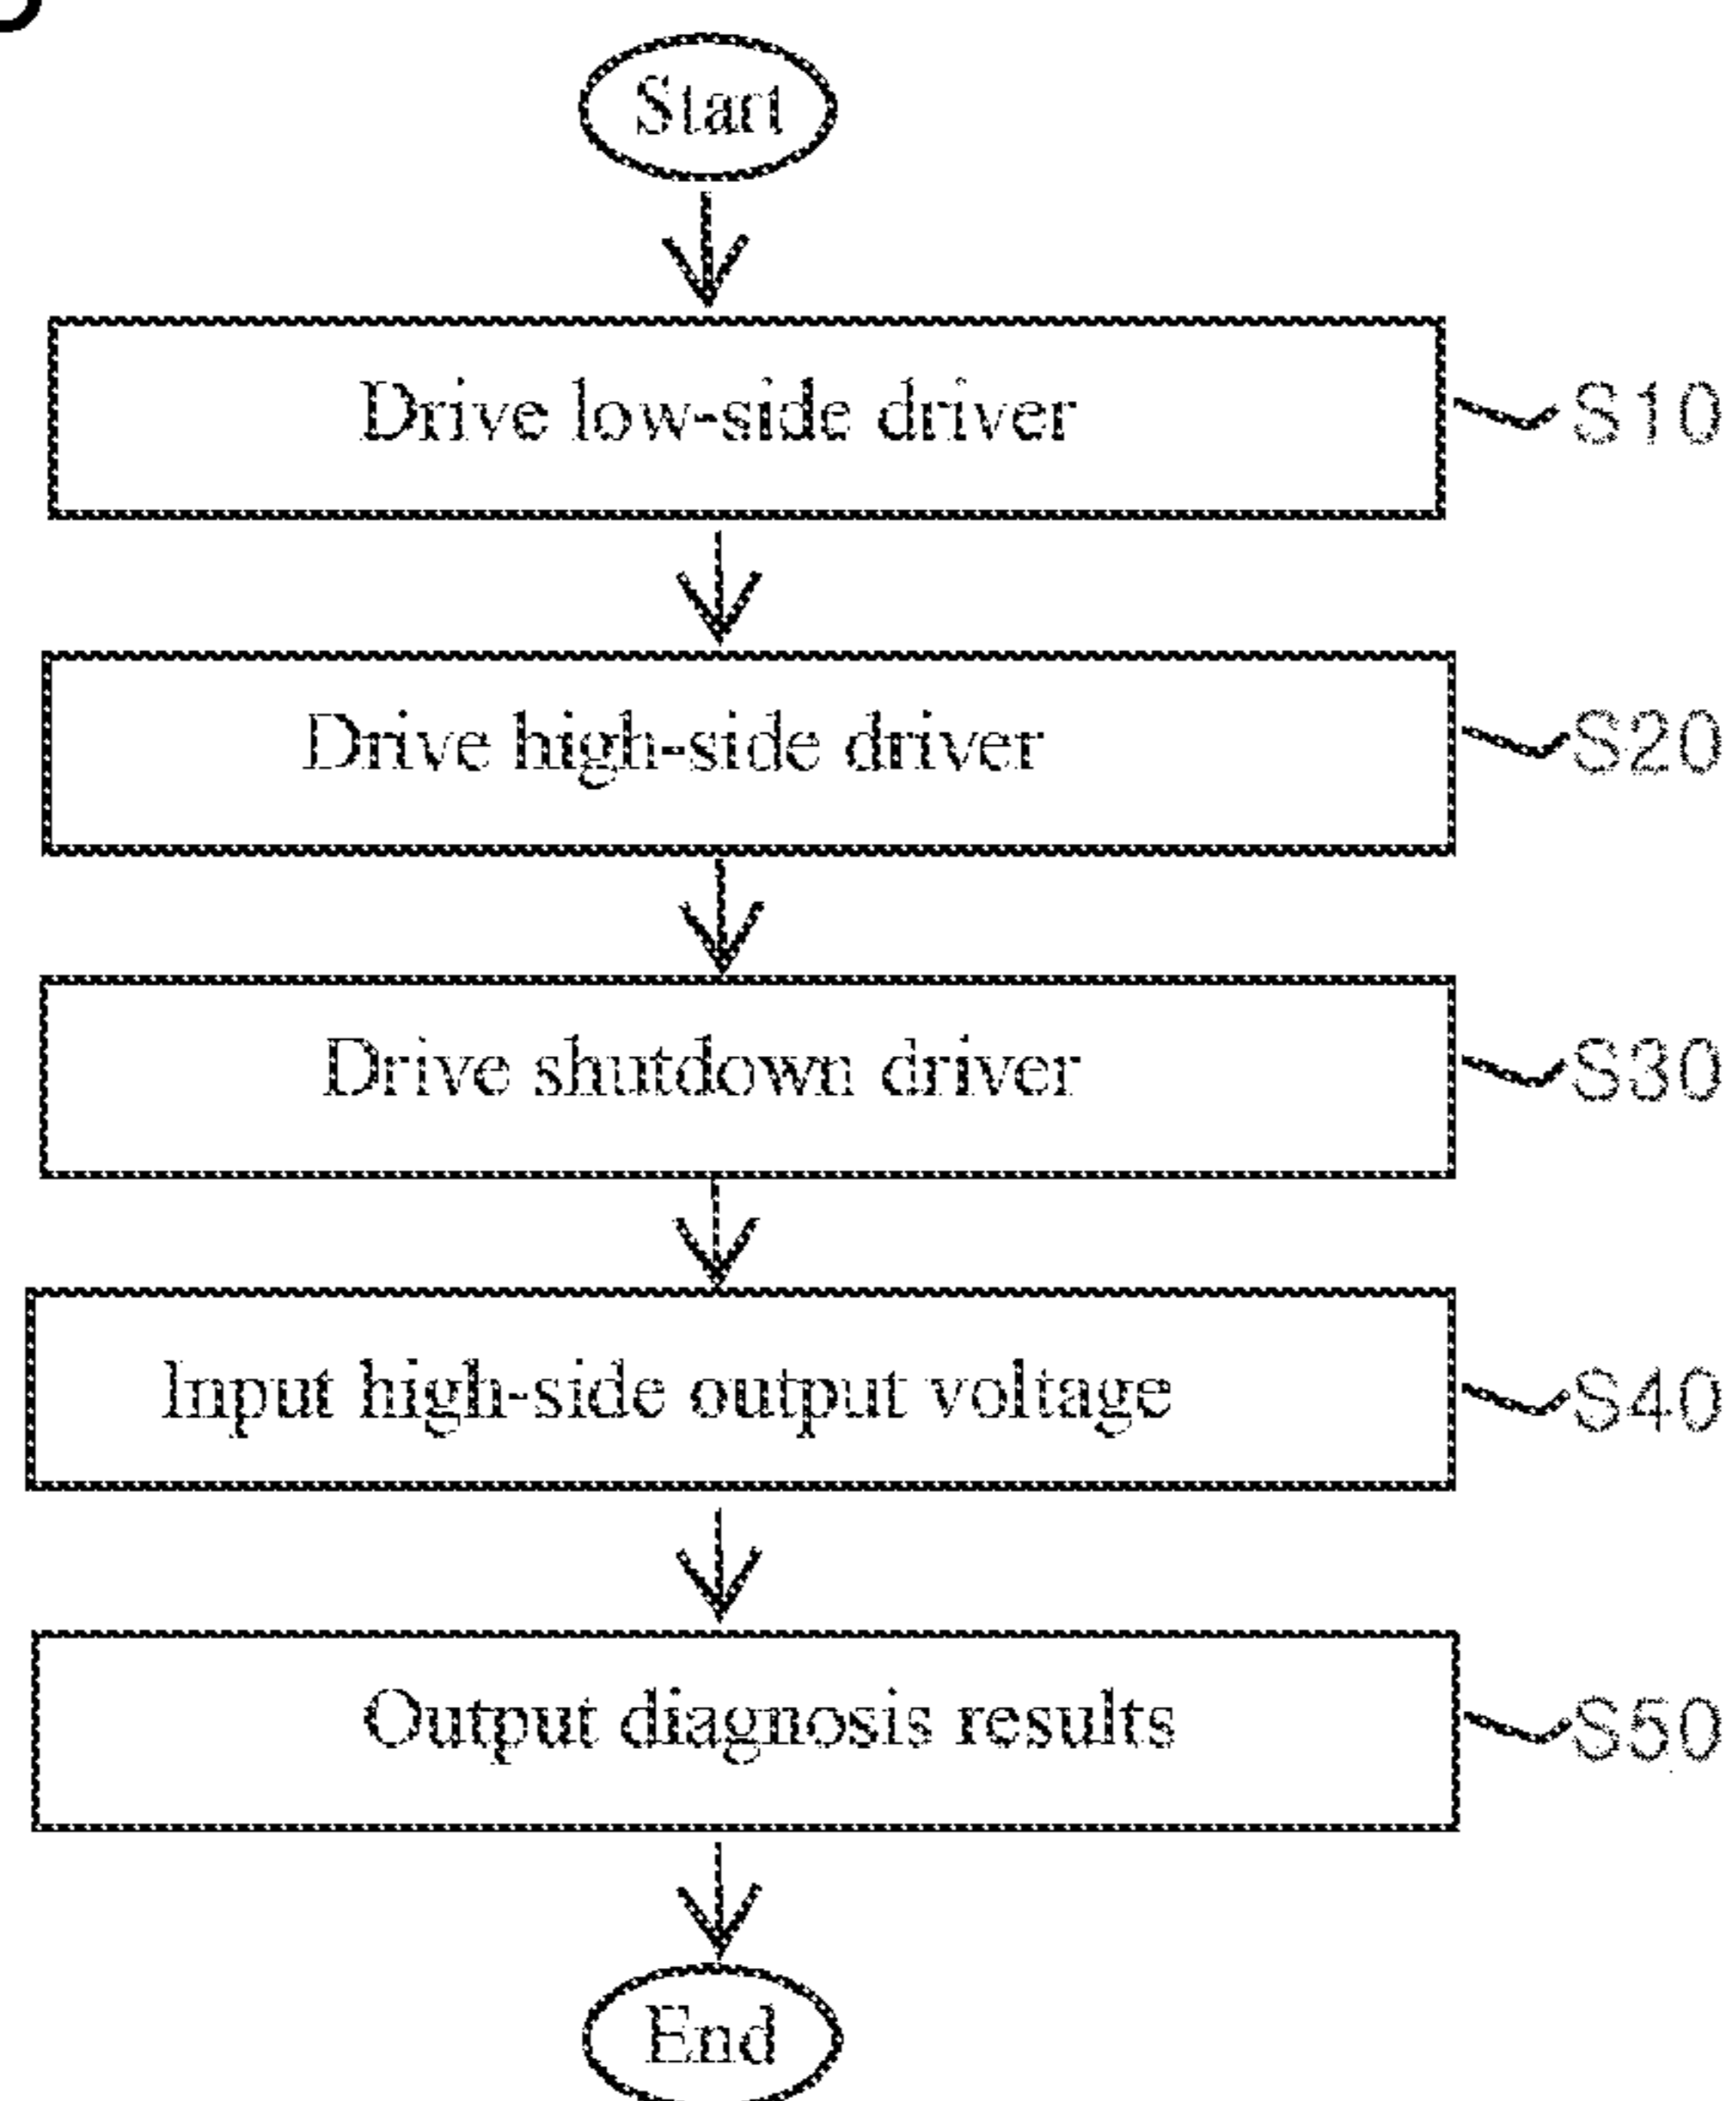 Start
Drive low-side driver
S10
Drive high-side driver
S20
Drive shutdown driver
S30
Input high-side output voltage
S40
Output diagnosis results
S50
End